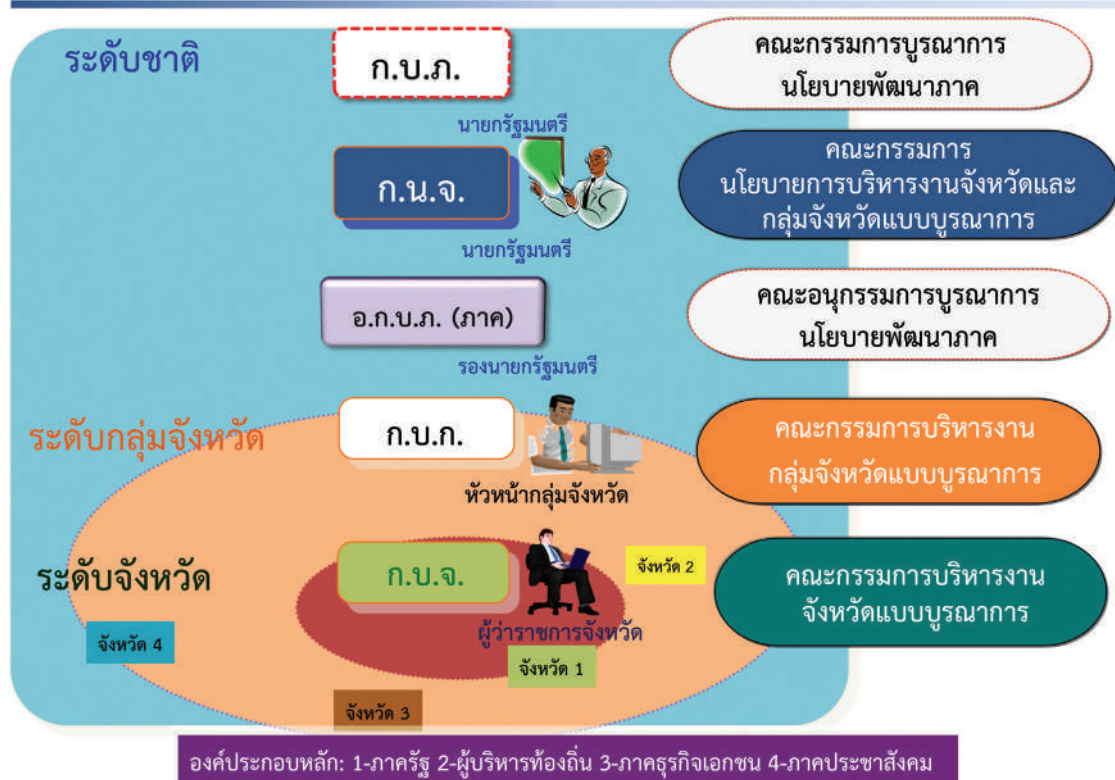 ระดับชาติ
ก.บ.ภ.
คณะกรรมการบูรณาการ
นโยบายพัฒนาภาค
นายกรัฐมนตรี
ก.น.จ.
คณะกรรมการ
นโยบายการบริหารงานจังหวัดและ
กลุ่มจังหวัดแบบบูรณาการ
นายกรัฐมนตรี
อ.ก.บ.ภ. (ภาค)
คณะอนุกรรมการบูรณาการ
นโยบายพัฒนาภาค
รองนายกรัฐมนตรี
ระดับกลุ่มจังหวัด
ก.บ.ก.
คณะกรรมการบริหารงาน
กลุ่มจังหวัดแบบบูรณาการ
หัวหน้ากลุ่มจังหวัด
ระดับจังหวัด
ก.บ.จ.
จังหวัด 2
คณะกรรมการบริหารงาน
จังหวัดแบบบูรณาการ
ผู้ว่าราชการจังหวัด
จังหวัด 4
จังหวัด 1
จังหวัด 3
องค์ประกอบหลัก: 1-ภาครัฐ 2-ผู้บริหารท้องถิ่น 3-ภาคธุรกิจเอกชน 4-ภาคประชาสังคม